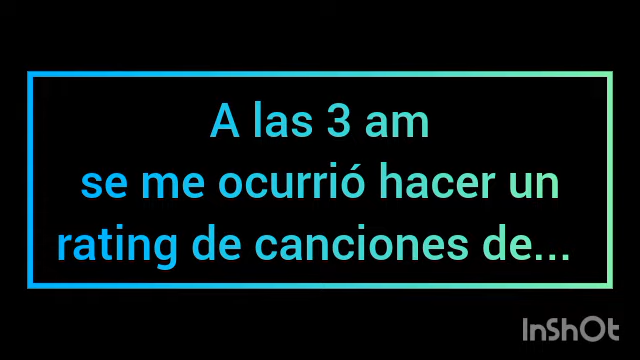 A las 3 am
se me ocurrió hacer un
rating de canciones de...
InShOt